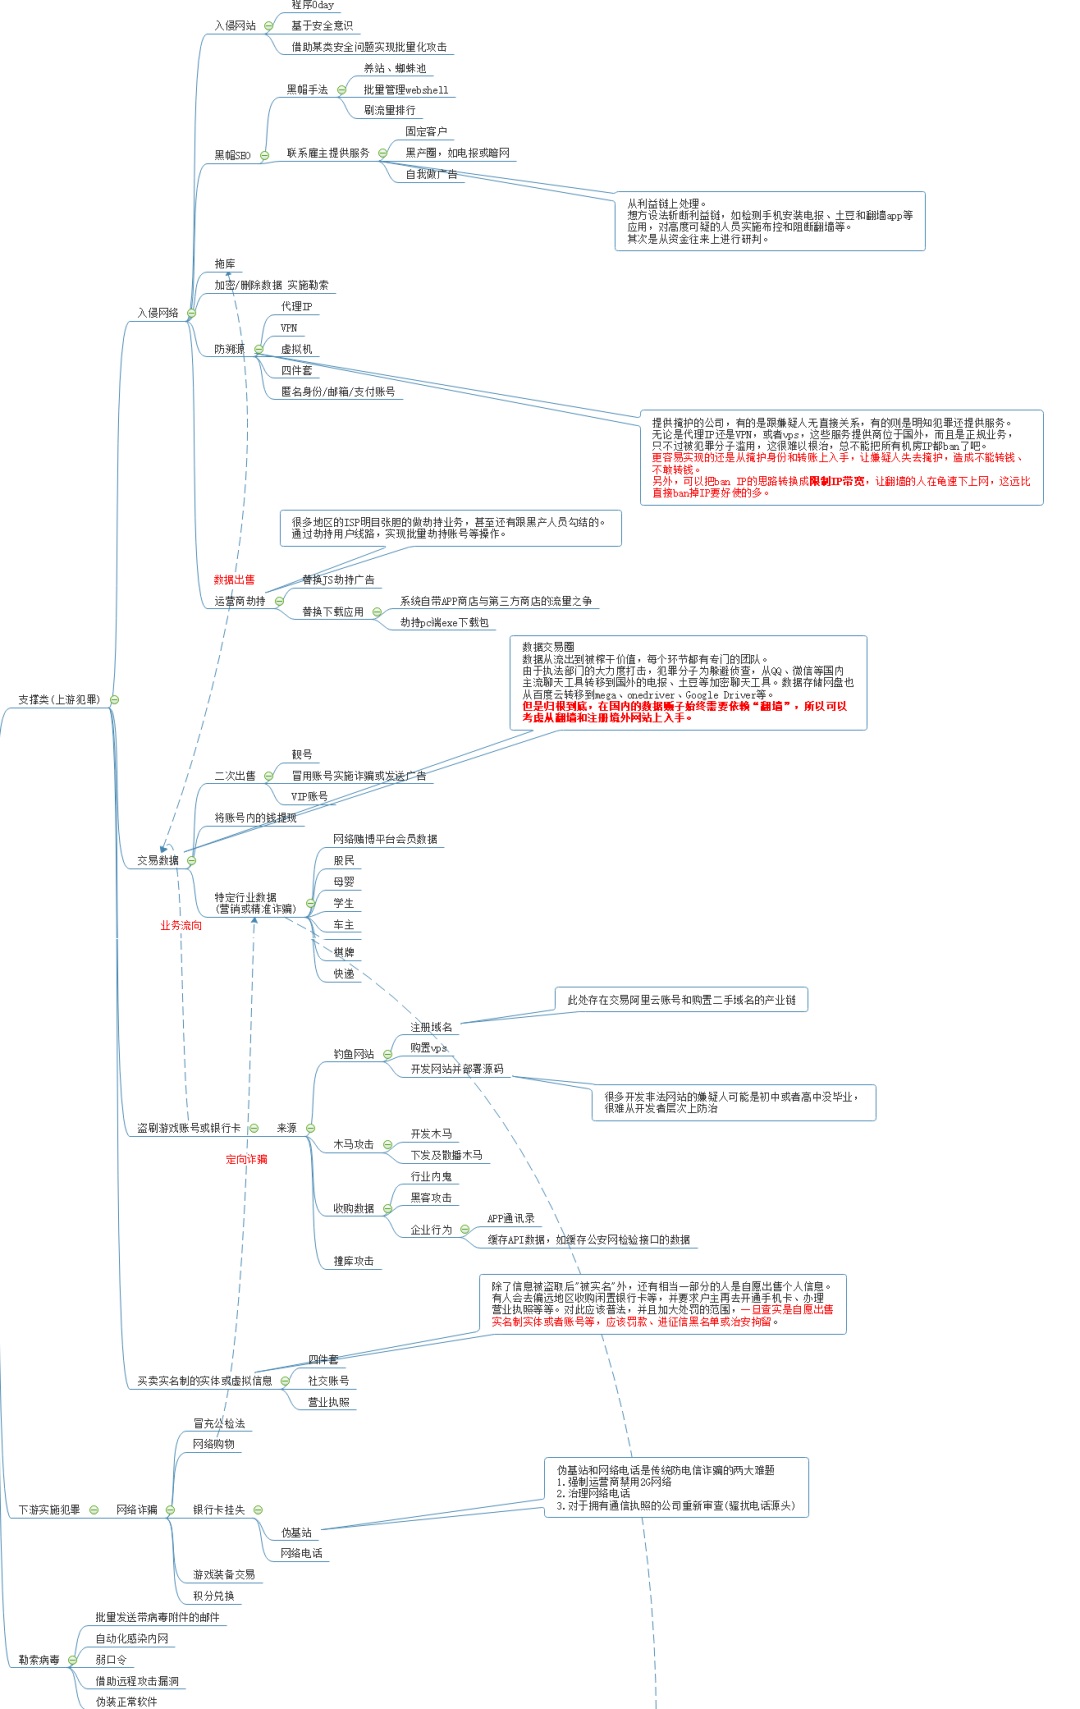 程序0day
入侵网站
基于安全意识
借助某类安全问题实现批量化攻击
养站、蜘蛛池
黑帽手法
批量管理webshell
刷流量排行
固定客户
黑帽SEO
联系雇主提供服务
黑产圈，如电报或暗网
自我做广告
从利益链上处理。
想方设法斩断利益链，如检测手机安装电报、土豆和翻墙app等
应用，对高度可疑的人员实施布控和阻断翻墙等。
其次是从资金往来上进行研判。
拖库
加密/删除数据 实施勒索
入侵网络
代理IP
VPN
防溯源
虚拟机
四件套
匿名身份/邮箱/支付账号
提供掩护的公司，有的是跟嫌疑人无直接关系，有的则是明知犯罪还提供服务。
无论是代理IP还是VPN，或者vps，这些服务提供商位于国外，而且是正规业务，
只不过被犯罪分子滥用，这很难以根治，总不能把所有机房IP都ban了吧。
更容易实现的还是从掩护身份和转账上入手，让嫌疑人失去掩护，造成不能转钱、
不敢转钱。
另外，可以把ban IP的思路转换成限制IP带宽，让翻墙的人在龟速下上网，这远比
直接ban掉IP要好使的多。
很多地区的ISP明目张胆的做劫持业务，甚至还有跟黑产人员勾结的。
通过劫持用户线路，实现批量劫持账号等操作。
数据出售
替换JS劫持广告
运营商劫持
替换下载应用
系统自带APP商店与第三方商店的流量之争
劫持pc端exe下载包
数据交易圈
数据从流出到被榨干价值，每个环节都有专门的团队。
由于执法部门的大力度打击，犯罪分子为躲避侦查，从QQ、微信等国内
主流聊天工具转移到国外的电报、土豆等加密聊天工具。数据存储网盘也
从百度云转移到mega、onedriver、Google Driver等。
但是归根到底，在国内的数据贩子始终需要依赖“翻墙”，所以可以
考虑从翻墙和注册境外网站上入手。
支撑类(上游犯罪)
靓号
二次出售
冒用账号实施诈骗或发送广告
VIP账号
将账号内的钱提现
交易数据
网络赌博平台会员数据
股民
母婴
特定行业数据
(营销或精准诈骗)
学生
车主
棋牌
快递
业务流向
此处存在交易阿里云账号和购置二手域名的产业链
注册域名
钓鱼网站
购置vps
开发网站并部署源码
很多开发非法网站的嫌疑人可能是初中或者高中没毕业，
很难从开发者层次上防治
盗刷游戏账号或银行卡
来源
开发木马
木马攻击
下发及散播木马
定向诈骗
行业内鬼
收购数据
黑客攻击
APP通讯录
企业行为
缓存API数据，如缓存公安网检验接口的数据
撞库攻击
除了信息被盗取后"被实名"外，还有相当一部分的人是自愿出售个人信息。
有人会去偏远地区收购闲置银行卡等，并要求户主再去开通手机卡、办理
营业执照等等。对此应该普法，并且加大处罚的范围，一旦查实是自愿出售
实名制实体或者账号等，应该罚款、进征信黑名单或治安拘留。
四件套
买卖实名制的实体或虚拟信息
社交账号
营业执照
冒充公检法
网络购物
伪基站和网络电话是传统防电信诈骗的两大难题
1.强制运营商禁用2G网络
2.治理网络电话
3.对于拥有通信执照的公司重新审查(骚扰电话源头)
下游实施犯罪
网络诈骗
银行卡挂失
伪基站
网络电话
游戏装备交易
积分兑换
批量发送带病毒附件的邮件
自动化感染内网
勒索病毒
弱口令
借助远程攻击漏洞
伪装正常软件